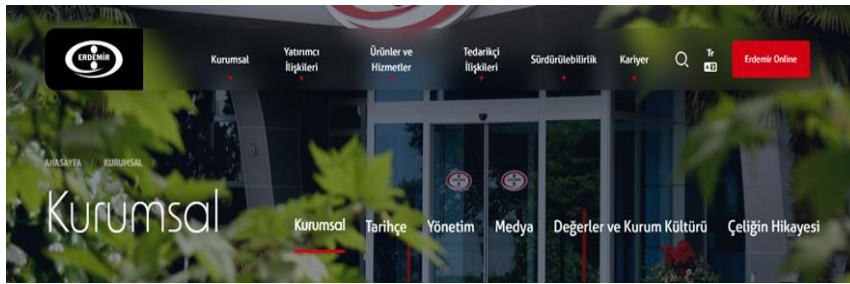 ERDEMİR
Kurumsal
Yatırımcı
İlişkileri
Ürünler ve
Hizmetler
Tedarikçi
İlişkileri
Sürdürülebilirlik
Kariyer
Tr
Erdemir Online
ANASAYFA / KURUMSAL
Kurumsal
Kurumsal Tarihçe Yönetim Medya Değerler ve Kurum Kültürü Çeliğin Hikayesi